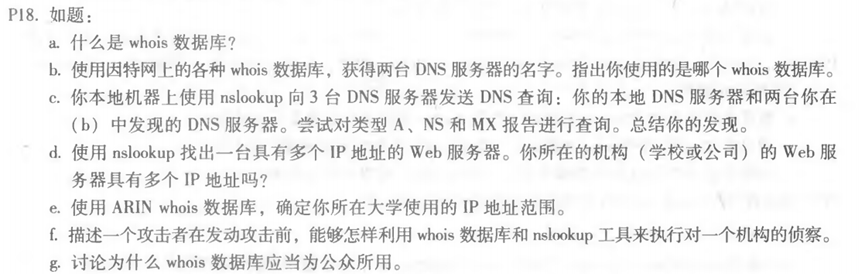 P18. 如题：
a. 什么是 whois 数据库？
b. 使用因特网上的各种 whois 数据库，获得两台 DNS 服务器的名字。指出你使用的是哪个 whois 数据库。
c. 你本地机器上使用 nslookup 向 3 台 DNS 服务器发送 DNS 查询：你的本地 DNS 服务器和两台你在
（b）中发现的 DNS 服务器。尝试对类型 A、NS 和 MX 报告进行查询。总结你的发现。
d. 使用 nslookup 找出一台具有多个 IP 地址的 Web 服务器。你所在的机构（学校或公司）的 Web 服
务器具有多个 IP 地址吗？
e. 使用 ARIN whois 数据库，确定你所在大学使用的 IP 地址范围。
f. 描述一个攻击者在发动攻击前，能够怎样利用 whois 数据库和 nslookup 工具来执行对一个机构的侦察。
g. 讨论为什么 whois 数据库应当为公众所用。